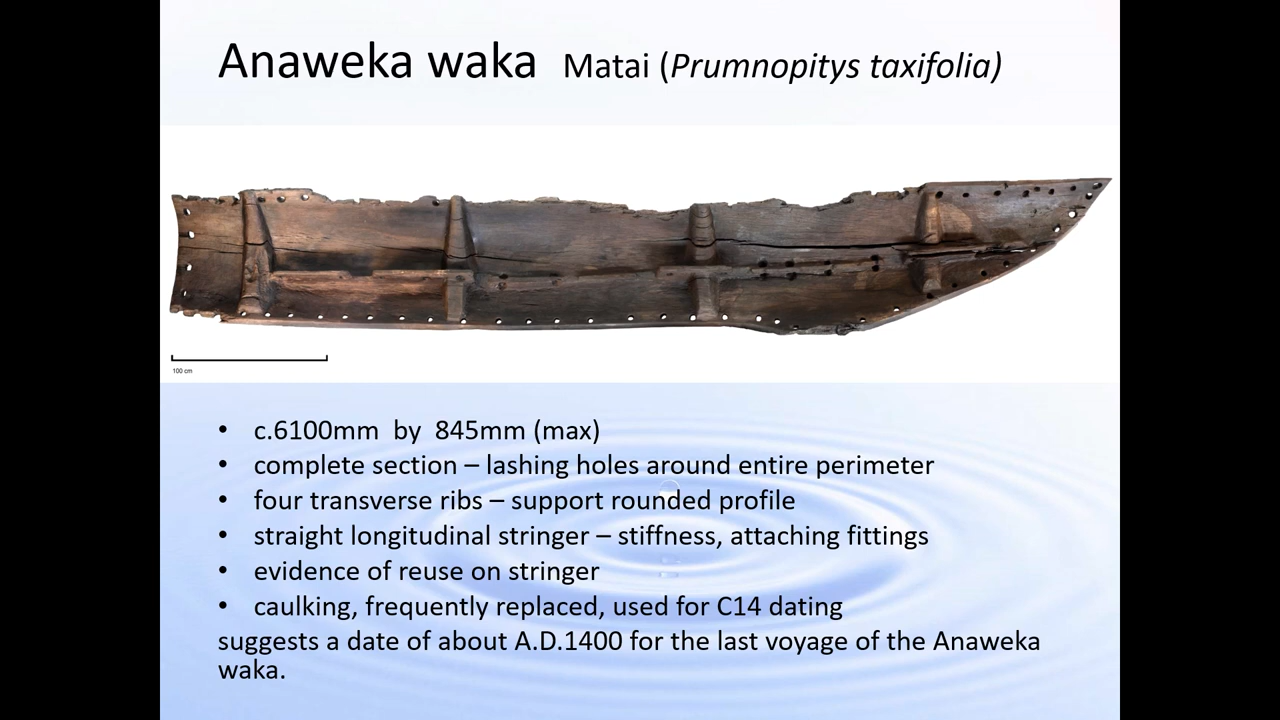 Anaweka waka Matai (Prumnopitys taxifolia)
100 cm
• c.6100mm by 845mm (max)
• complete section – lashing holes around entire perimeter
• four transverse ribs – support rounded profile
• straight longitudinal stringer – stiffness, attaching fittings
• evidence of reuse on stringer
• caulking, frequently replaced, used for C14 dating
suggests a date of about A.D.1400 for the last voyage of the Anaweka
waka.